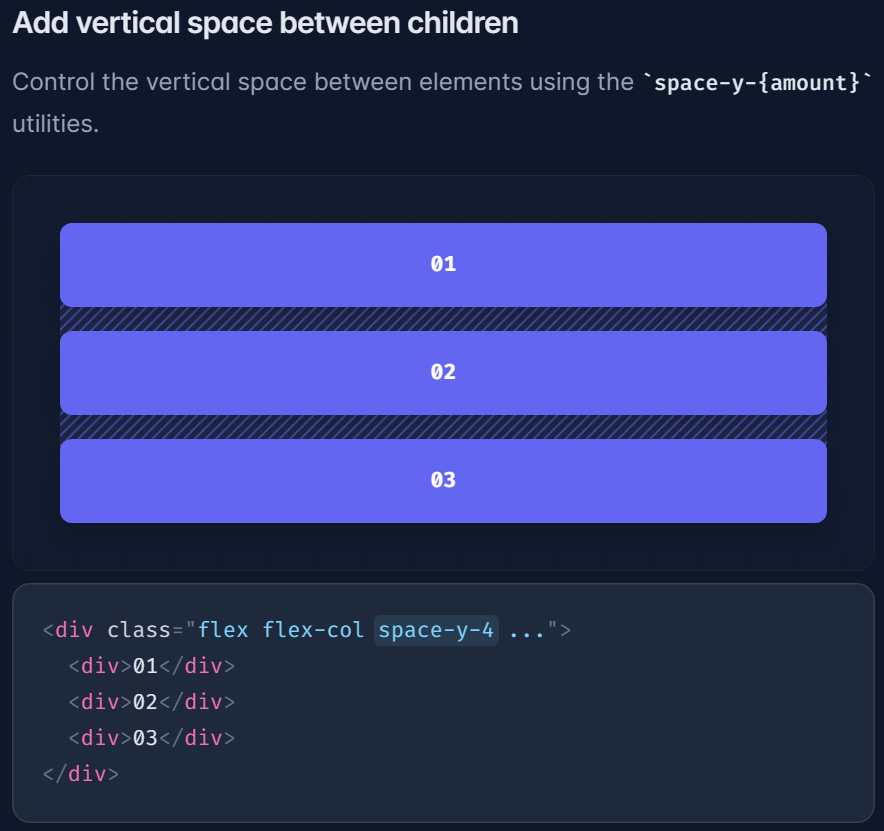 Add vertical space between children
Control the vertical space between elements using the `space-y-{amount}`
utilities.
01
02
03
<div class="flex flex-col space-y-4 ...">
  <div>01</div>
  <div>02</div>
  <div>03</div>
</div>